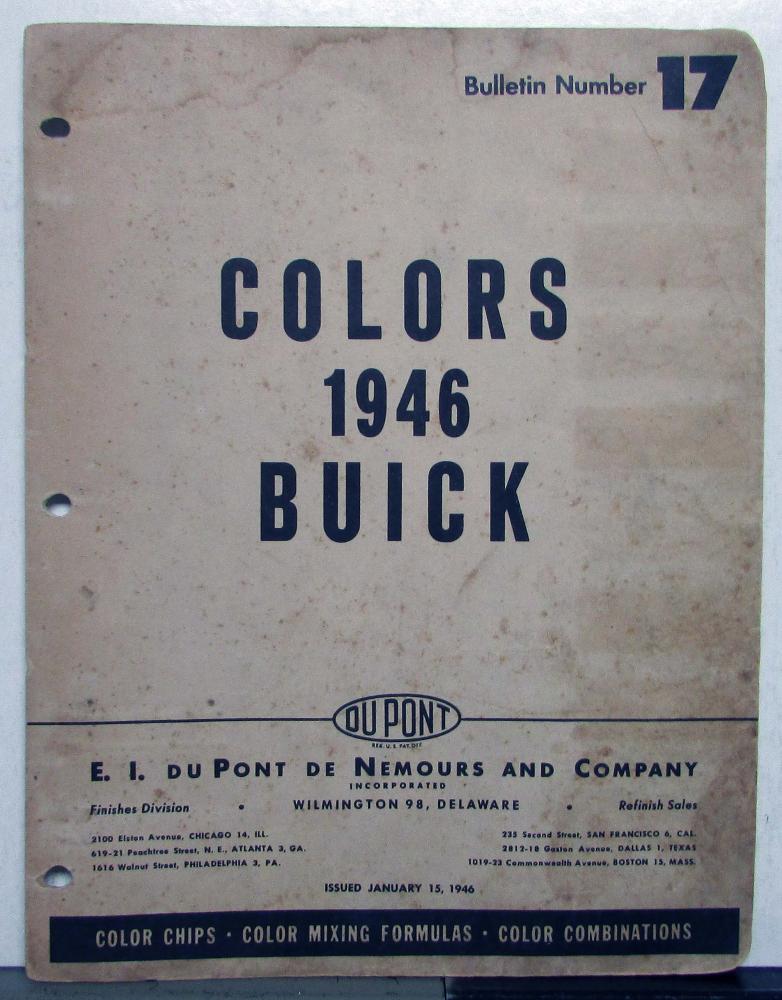 Bulletin Number 17
COLORS
1946
BUICK
DU PONT
REG. U.S. PAT. OFF.
E. I. DU PONT DE NEMOURS AND COMPANY
INCORPORATED
Finishes Division • WILMINGTON 98, DELAWARE • Refinish Sales
2100 Elston Avenue, CHICAGO 14, ILL. 235 Second Street, SAN FRANCISCO 6, CAL.
619-21 Peachtree Street, N. E., ATLANTA 3, GA. 2812-18 Gaston Avenue, DALLAS 1, TEXAS
1616 Walnut Street, PHILADELPHIA 3, PA. 1019-23 Commonwealth Avenue, BOSTON 15, MASS.
ISSUED JANUARY 15, 1946
COLOR CHIPS • COLOR MIXING FORMULAS • COLOR COMBINATIONS